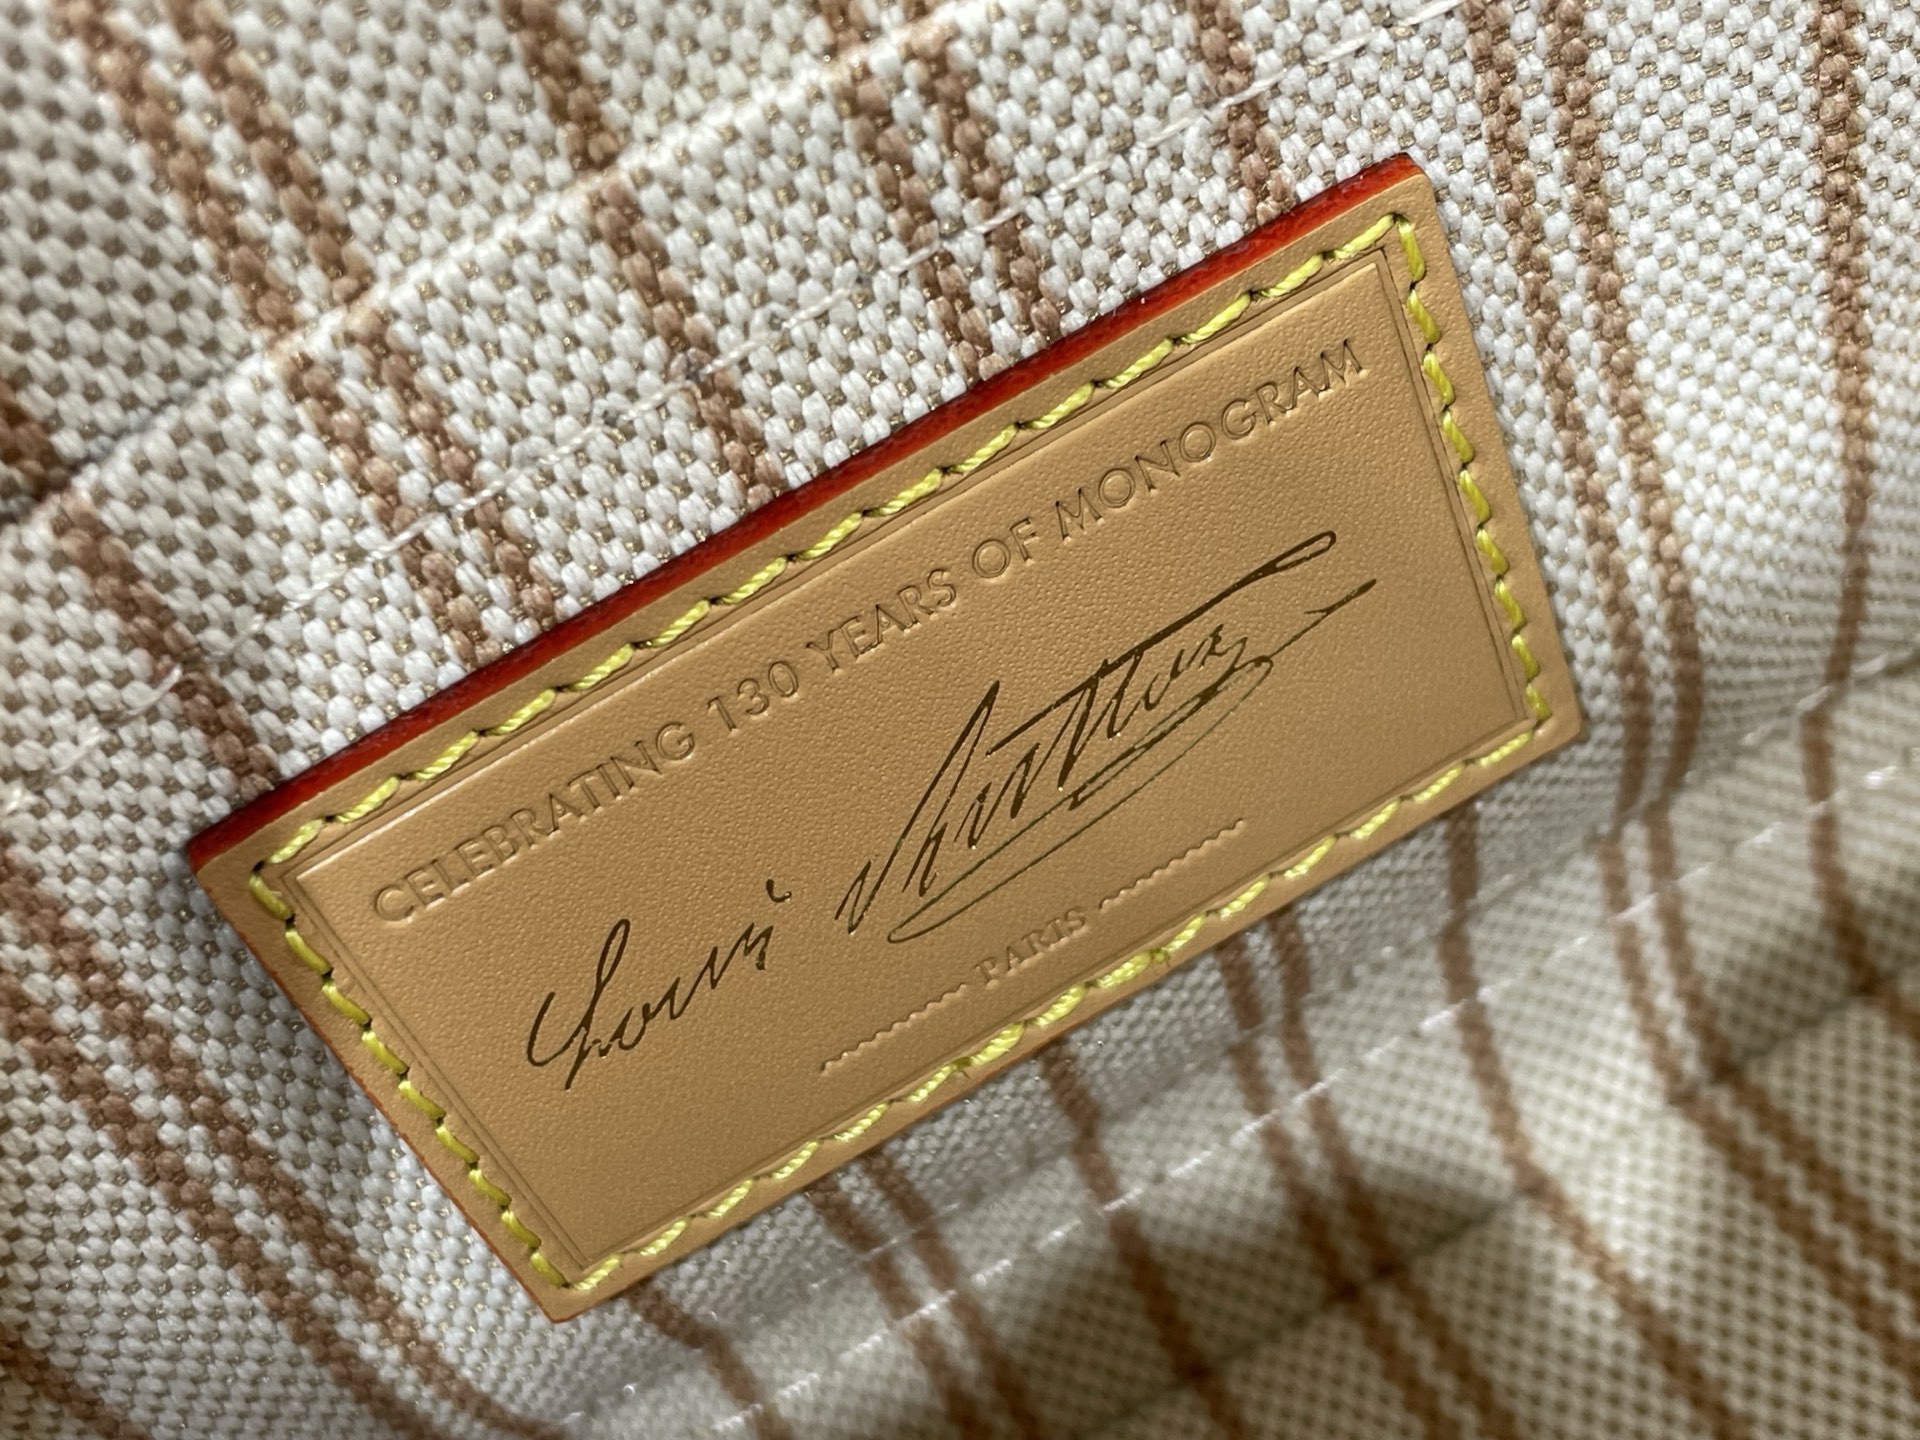 CELEBRATING 130 YEARS OF MONOGRAM
Louis Vuitton
PARIS